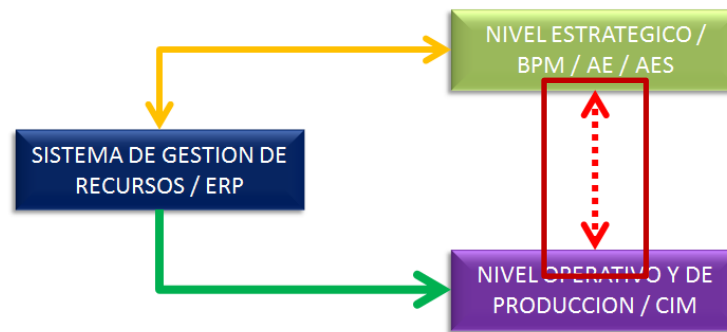 NIVEL ESTRATEGICO /
BPM / AE / AES
SISTEMA DE GESTION DE
RECURSOS / ERP
NIVEL OPERATIVO Y DE
PRODUCCION / CIM